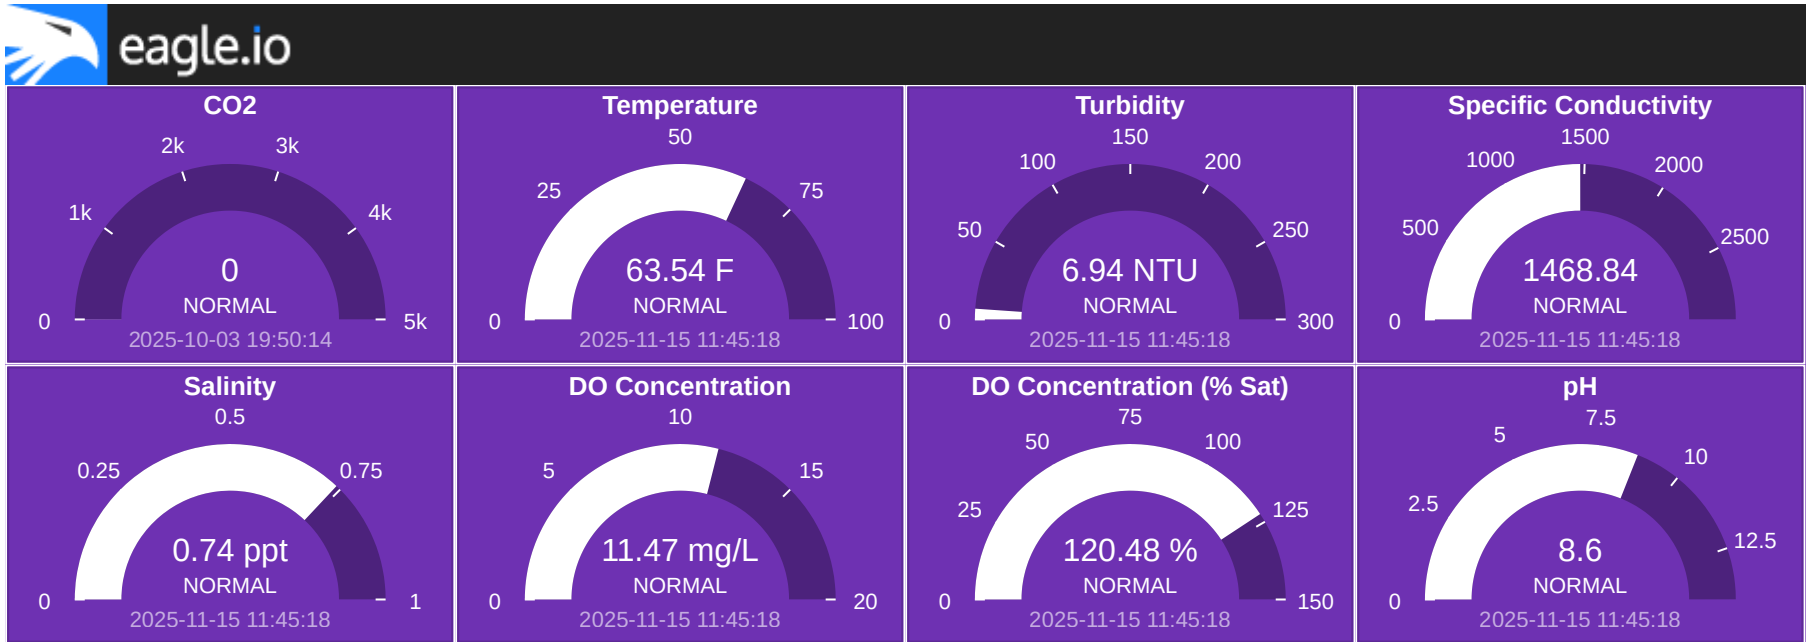 eagle.io
CO2
2k
3k
1k
4k
0
NORMAL
0
5k
2025-10-03 19:50:14
Temperature
50
25
75
63.54 F
NORMAL
0
100
2025-11-15 11:45:18
Turbidity
150
100
200
50
250
6.94 NTU
NORMAL
0
300
2025-11-15 11:45:18
Specific Conductivity
1500
1000
2000
500
2500
1468.84
NORMAL
0
2025-11-15 11:45:18
Salinity
0.5
0.25
0.75
0.74 ppt
NORMAL
0
1
2025-11-15 11:45:18
DO Concentration
10
5
15
11.47 mg/L
NORMAL
0
20
2025-11-15 11:45:18
DO Concentration (% Sat)
75
50
100
25
125
120.48 %
NORMAL
0
150
2025-11-15 11:45:18
pH
7.5
5
10
2.5
12.5
8.6
NORMAL
0
2025-11-15 11:45:18